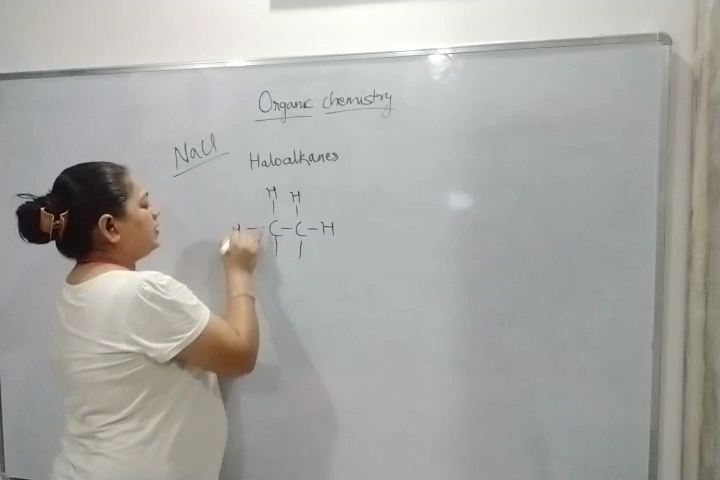 Organic chemistry
NaCl
Haloalkanes
H H
H-C-C-H